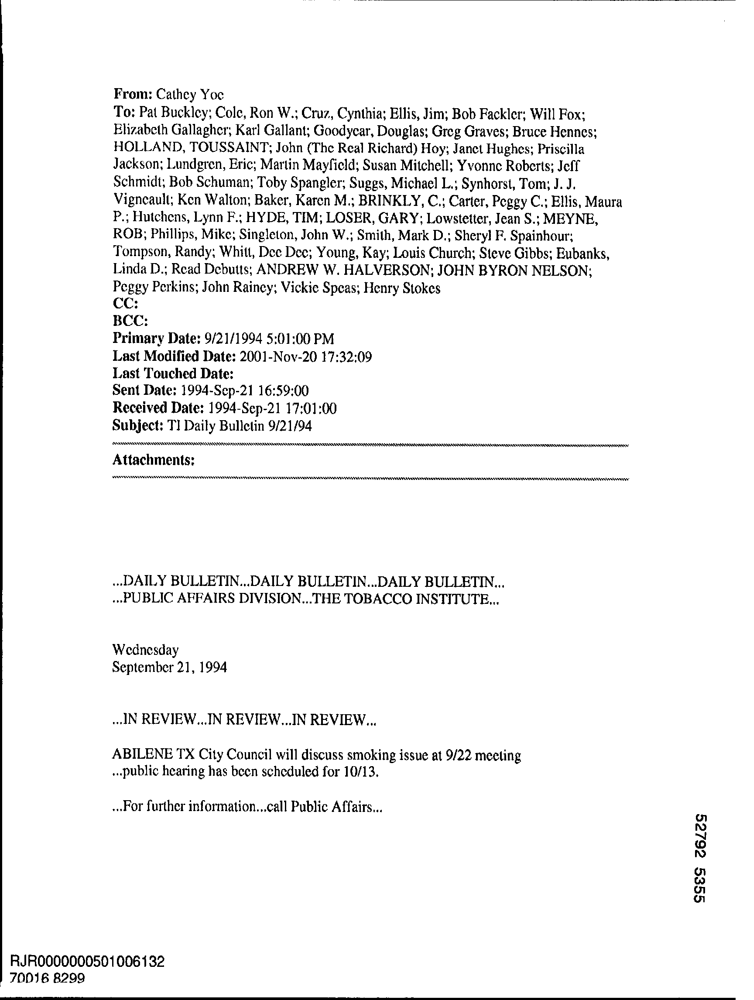 From: Cathey Yoe
To: Pat Buckley; Cole, Ron W.; Cruz, Cynthia; Ellis, Jim; Bob Fackler; Will Fox;
Elizabeth Gallagher; Karl Gallant; Goodyear, Douglas; Greg Graves; Bruce Hennes;
HOLLAND, TOUSSAINT; John (The Real Richard) Hoy; Janet Hughes; Priscilla
Jackson; Lundgren, Eric; Martin Mayfield; Susan Mitchell; Yvonne Roberts; Jeff
Schmidt; Bob Schuman; Toby Spangler; Suggs, Michael L.; Synhorst, Tom; J. J.
Vigneault; Ken Walton; Baker, Karen M.; BRINKLY, C.; Carter, Peggy C.; Ellis, Maura
P.; Hutchens, Lynn F.; HYDE, TIM; LOSER, GARY; Lowstetter, Jean S.; MEYNE,
ROB; Phillips, Mike; Singleton, John W.; Smith, Mark D.; Sheryl F. Spainhour;
Tompson, Randy; Whitt, Dee Dee; Young, Kay; Louis Church; Steve Gibbs; Eubanks,
Linda D.; Read Debutts; ANDREW W. HALVERSON; JOHN BYRON NELSON;
Peggy Perkins; John Rainey; Vickie Speas; Henry Stokes
CC:
BCC:
Primary Date: 9/21/1994 5:01:00 PM
Last Modified Date: 2001-Nov-20 17:32:09
Last Touched Date:
Sent Date: 1994-Sep-21 16:59:00
Received Date: 1994-Sep-21 17:01:00
Subject: TI Daily Bulletin 9/21/94
Attachments:
...DAILY BULLETIN...DAILY BULLETIN...DAILY BULLETIN...
...PUBLIC AFFAIRS DIVISION...THE TOBACCO INSTITUTE...
Wednesday
September 21, 1994
...IN REVIEW...IN REVIEW...IN REVIEW...
ABILENE TX City Council will discuss smoking issue at 9/22 meeting
...public hearing has been scheduled for 10/13.
...For further information...call Public Affairs...
52792 5355
RJR0000000501006132
70016 8299